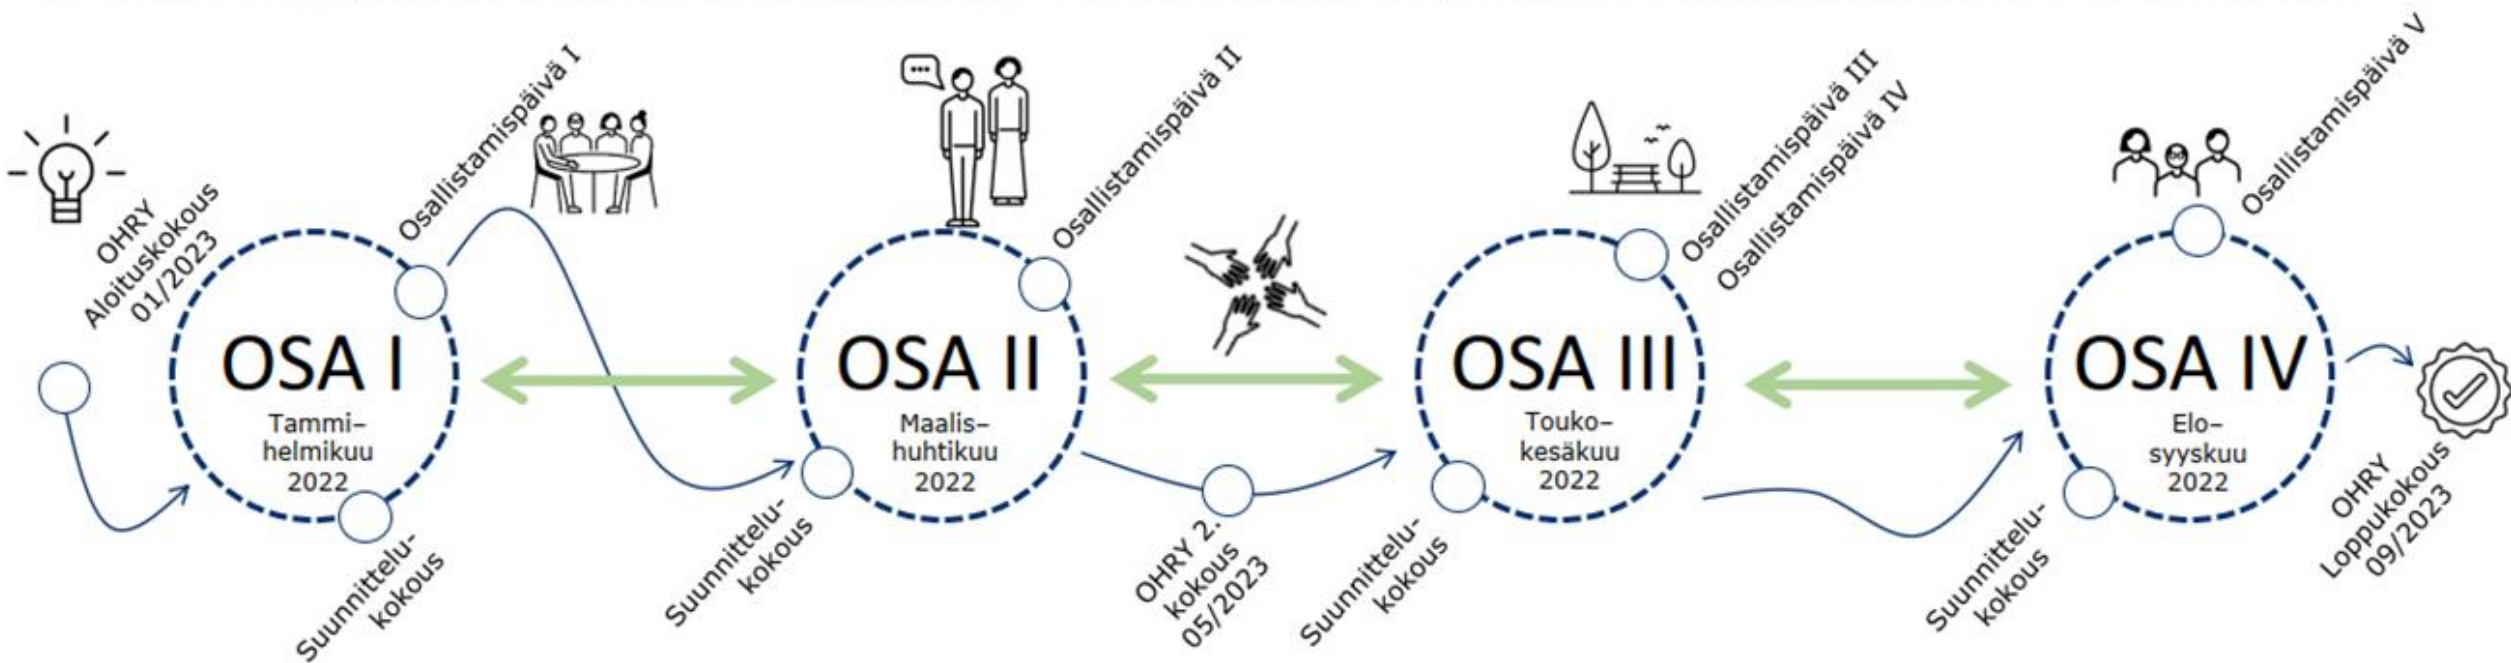 OHRY
Aloituskokous
01/2023
Osallistamispäivä I
OSA I
Tammi–
helmikuu
2022
Suunnittelu-
kokous
Osallistamispäivä II
OSA II
Maalis–
huhtikuu
2022
Suunnittelu-
kokous
OHRY 2.
kokous
05/2023
Osallistamispäivä III
Osallistamispäivä IV
OSA III
Touko–
kesäkuu
2022
Suunnittelu-
kokous
Osallistamispäivä V
OSA IV
Elo–
syyskuu
2022
Suunnittelu-
kokous
OHRY
Loppukokous
09/2023